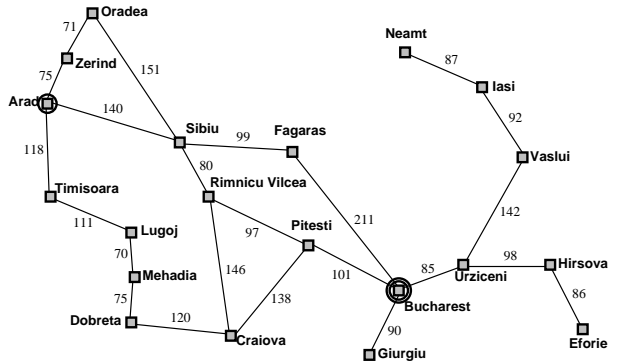 Oradea
Neamt
71
87
Zerind
151
Iasi
75
Arad
140
92
Sibiu
Fagaras
99
118
Vaslui
80
Timisoara
Rimnicu Vilcea
111
211
142
Lugoj
97
Pitesti
70
98
Hirsova
85
Mehadia
146
101
Urziceni
75
138
86
Bucharest
120
Dobreta
90
Craiova
Eforie
Giurgiu